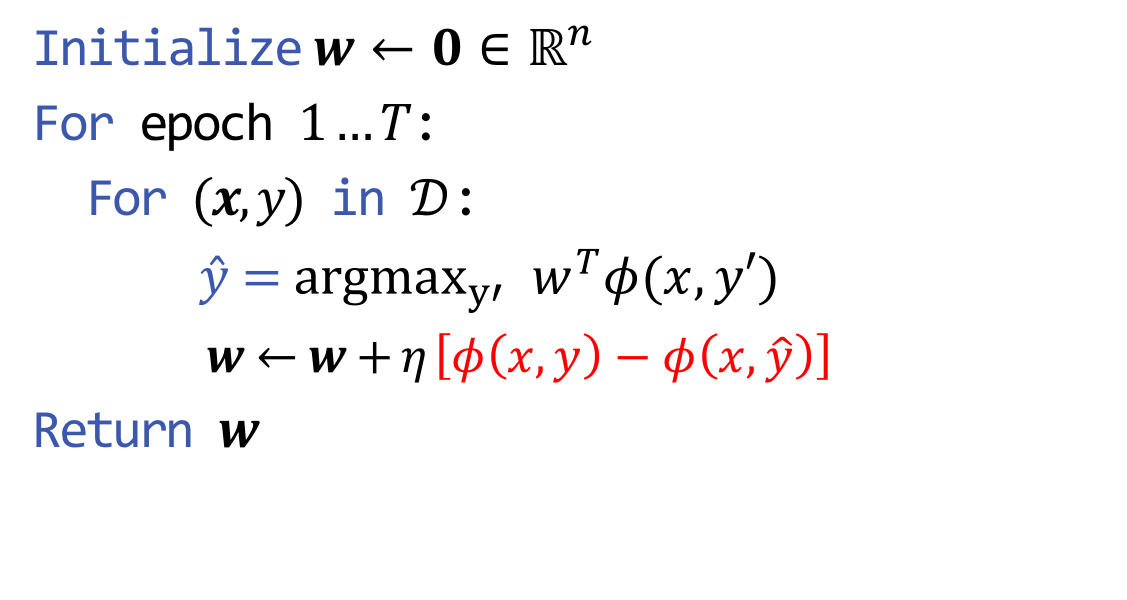 Initialize 𝒘 ← 𝟎 ∈ ℝⁿ
For epoch 1 … T:
For (𝒙, y) in 𝒟:
ŷ = argmax_y′ wᵀϕ(x, y′)
𝒘 ← 𝒘 + η [ϕ(x, y) − ϕ(x, ŷ)]
Return 𝒘